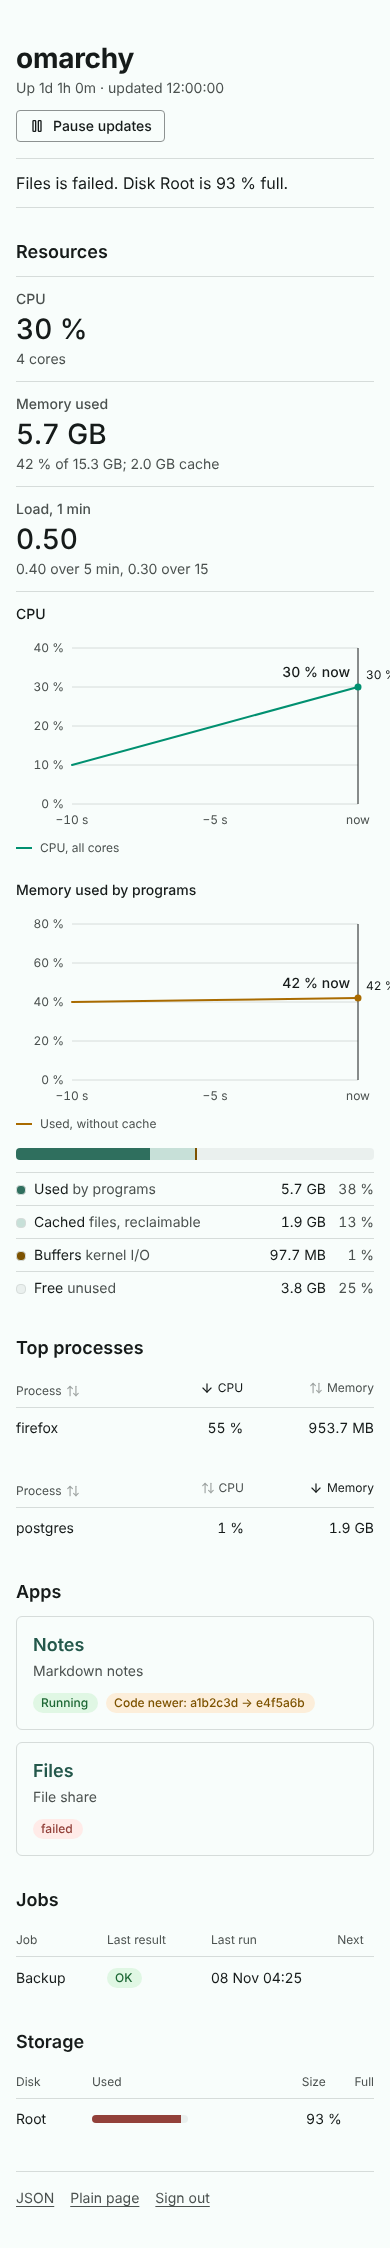 omarchy
Up 1d 1h 0m · updated 12:00:00
Pause updates
Files is failed. Disk Root is 93 % full.
Resources
CPU
30 %
4 cores
Memory used
5.7 GB
42 % of 15.3 GB; 2.0 GB cache
Load, 1 min
0.50
0.40 over 5 min, 0.30 over 15
CPU
40 %
30 % now
30 %
30 %
20 %
10 %
0 %
−10 s −5 s now
CPU, all cores
Memory used by programs
80 %
60 %
42 % now
42 %
40 %
20 %
0 %
−10 s −5 s now
Used, without cache
Used by programs 5.7 GB 38 %
Cached files, reclaimable 1.9 GB 13 %
Buffers kernel I/O 97.7 MB 1 %
Free unused 3.8 GB 25 %
Top processes
Process CPU Memory
firefox 55 % 953.7 MB
Process CPU Memory
postgres 1 % 1.9 GB
Apps
Notes
Markdown notes
Running Code newer: a1b2c3d → e4f5a6b
Files
File share
failed
Jobs
Job Last result Last run Next
Backup OK 08 Nov 04:25
Storage
Disk Used Size Full
Root 93 %
JSON Plain page Sign out